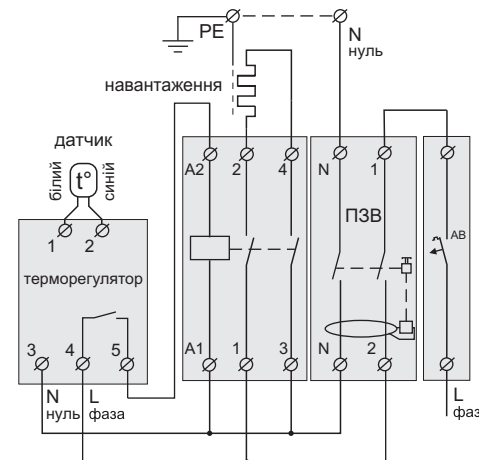 PE
N
нуль
навантаження
датчик
білий
t°
синій
A2
2
4
N
1
ПЗВ
АВ
1
2
терморегулятор
3
4
5
A1
1
3
N
2
N
нуль
L
фаза
L
фаз